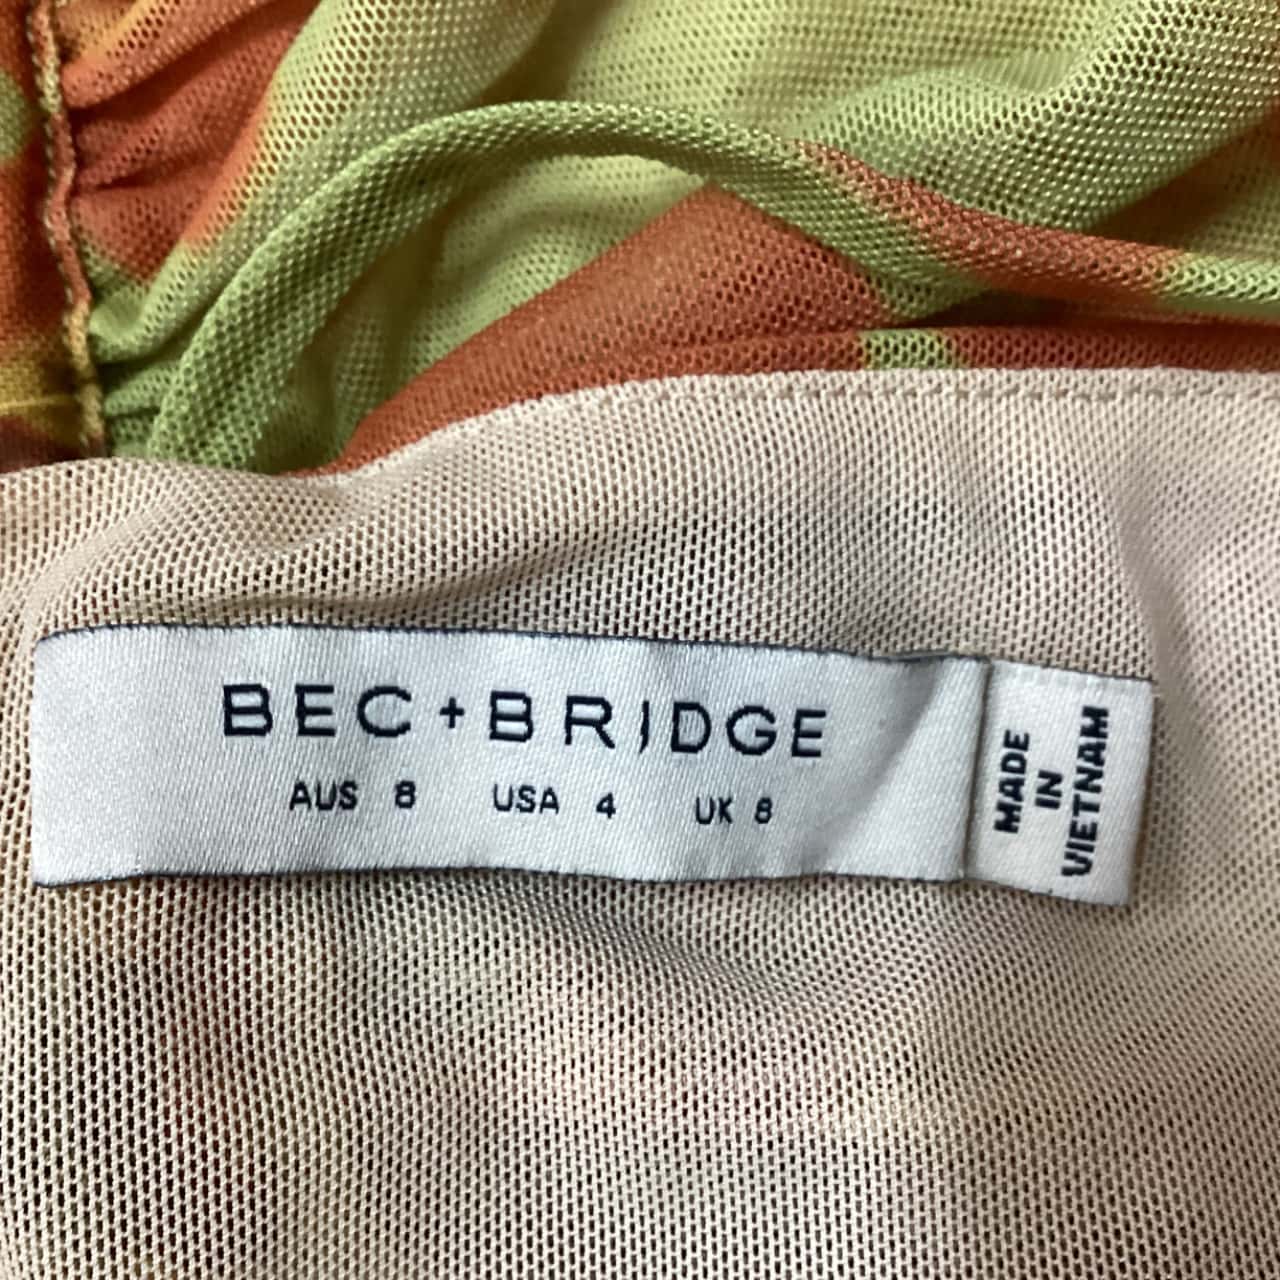 BEC + BRIDGE
AUS 8 USA 4 UK 8
MADE
IN
VIETNAM